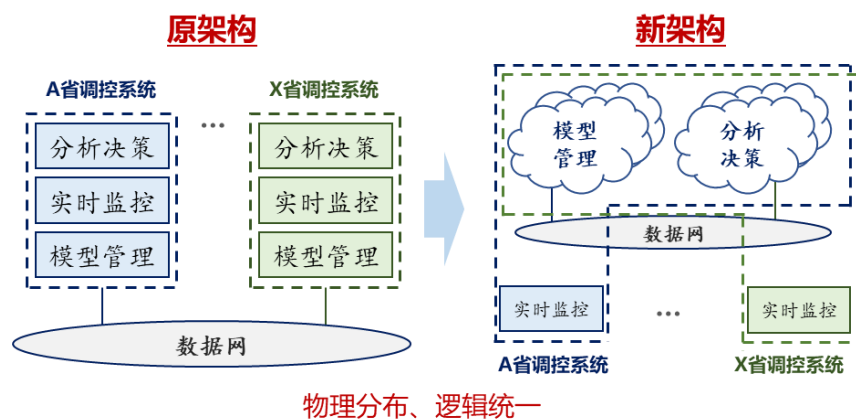 原架构
新架构
A省调控系统
X省调控系统
...
分析决策
实时监控
模型管理
分析决策
实时监控
模型管理
数据网
模型
管理
分析
决策
数据网
实时监控
...
实时监控
A省调控系统
X省调控系统
物理分布、逻辑统一